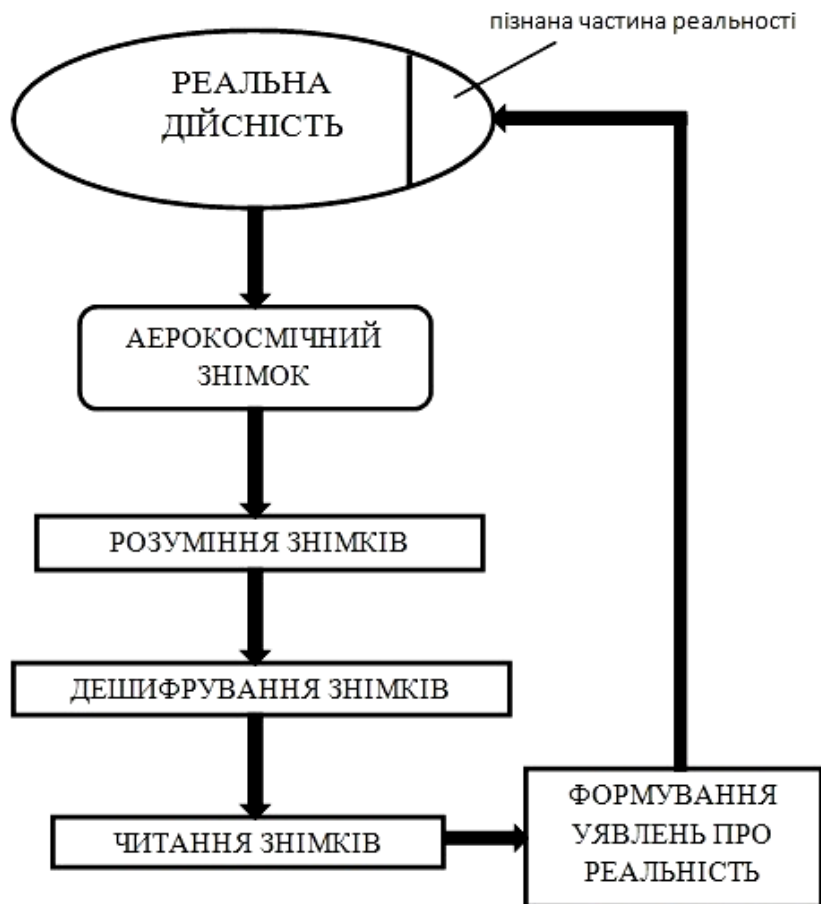 пізнана частина реальності
РЕАЛЬНА
ДІЙСНІСТЬ
АЕРОКОСМІЧНИЙ
ЗНІМОК
РОЗУМІННЯ ЗНІМКІВ
ДЕШИФРУВАННЯ ЗНІМКІВ
ЧИТАННЯ ЗНІМКІВ
ФОРМУВАННЯ
УЯВЛЕНЬ ПРО
РЕАЛЬНІСТЬ